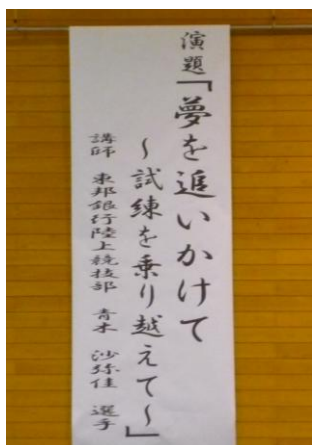 演題「夢を追いかけて
～試練を乗り越えて～」
講師　東邦銀行陸上競技部　青木　沙弥佳　選手